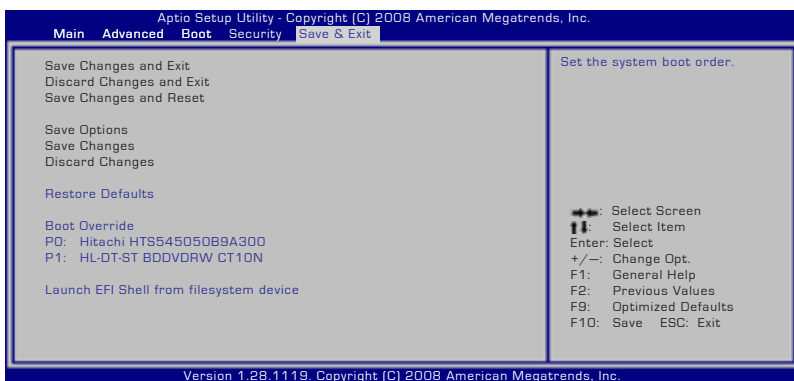 Aptio Setup Utility - Copyright (C) 2008 American Megatrends, Inc.
Main Advanced Boot Security Save & Exit
Save Changes and Exit
Discard Changes and Exit
Save Changes and Reset
Save Options
Save Changes
Discard Changes
Restore Defaults
Boot Override
P0: Hitachi HTS545050B9A300
P1: HL-DT-ST BDDVDRW CT10N
Launch EFI Shell from filesystem device
Set the system boot order.
→←: Select Screen
↑↓: Select Item
Enter: Select
+/—: Change Opt.
F1: General Help
F2: Previous Values
F9: Optimized Defaults
F10: Save ESC: Exit
Version 1.28.1119. Copyright (C) 2008 American Megatrends, Inc.